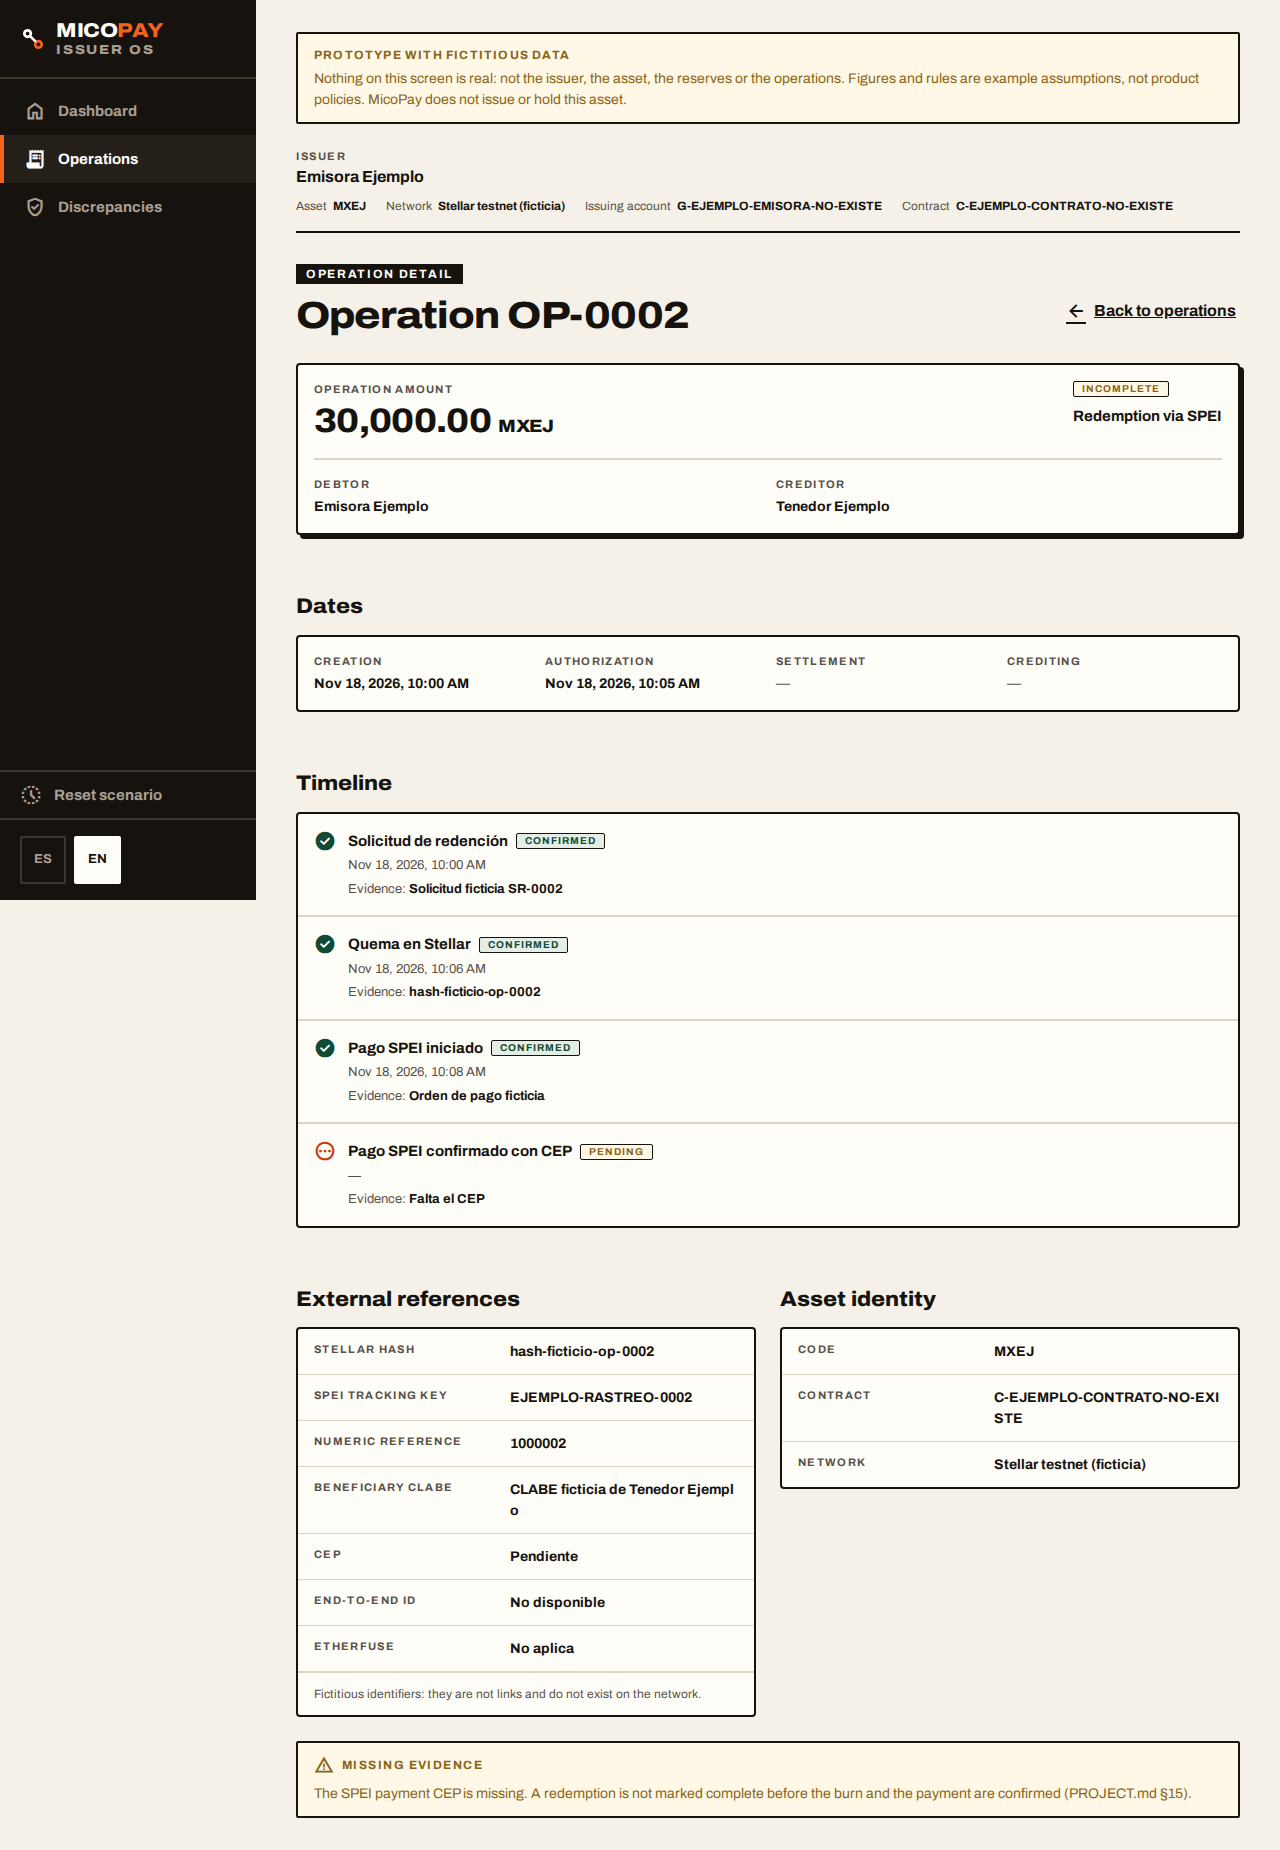 MICOPAY
ISSUER OS
Dashboard
Operations
Discrepancies
Reset scenario
ES
EN
PROTOTYPE WITH FICTITIOUS DATA
Nothing on this screen is real: not the issuer, the asset, the reserves or the operations. Figures and rules are example assumptions, not product
policies. MicoPay does not issue or hold this asset.
ISSUER
Emisora Ejemplo
Asset MXEJ Network Stellar testnet (ficticia) Issuing account G-EJEMPLO-EMISORA-NO-EXISTE Contract C-EJEMPLO-CONTRATO-NO-EXISTE
OPERATION DETAIL
Operation OP-0002
Back to operations
OPERATION AMOUNT
30,000.00 MXEJ
INCOMPLETE
Redemption via SPEI
DEBTOR
Emisora Ejemplo
CREDITOR
Tenedor Ejemplo
Dates
CREATION
Nov 18, 2026, 10:00 AM
AUTHORIZATION
Nov 18, 2026, 10:05 AM
SETTLEMENT
—
CREDITING
—
Timeline
Solicitud de redención CONFIRMED
Nov 18, 2026, 10:00 AM
Evidence: Solicitud ficticia SR-0002
Quema en Stellar CONFIRMED
Nov 18, 2026, 10:06 AM
Evidence: hash-ficticio-op-0002
Pago SPEI iniciado CONFIRMED
Nov 18, 2026, 10:08 AM
Evidence: Orden de pago ficticia
Pago SPEI confirmado con CEP PENDING
—
Evidence: Falta el CEP
External references
STELLAR HASH hash-ficticio-op-0002
SPEI TRACKING KEY EJEMPLO-RASTREO-0002
NUMERIC REFERENCE 1000002
BENEFICIARY CLABE CLABE ficticia de Tenedor Ejempl
o
CEP Pendiente
END-TO-END ID No disponible
ETHERFUSE No aplica
Fictitious identifiers: they are not links and do not exist on the network.
Asset identity
CODE MXEJ
CONTRACT C-EJEMPLO-CONTRATO-NO-EXI
STE
NETWORK Stellar testnet (ficticia)
MISSING EVIDENCE
The SPEI payment CEP is missing. A redemption is not marked complete before the burn and the payment are confirmed (PROJECT.md §15).